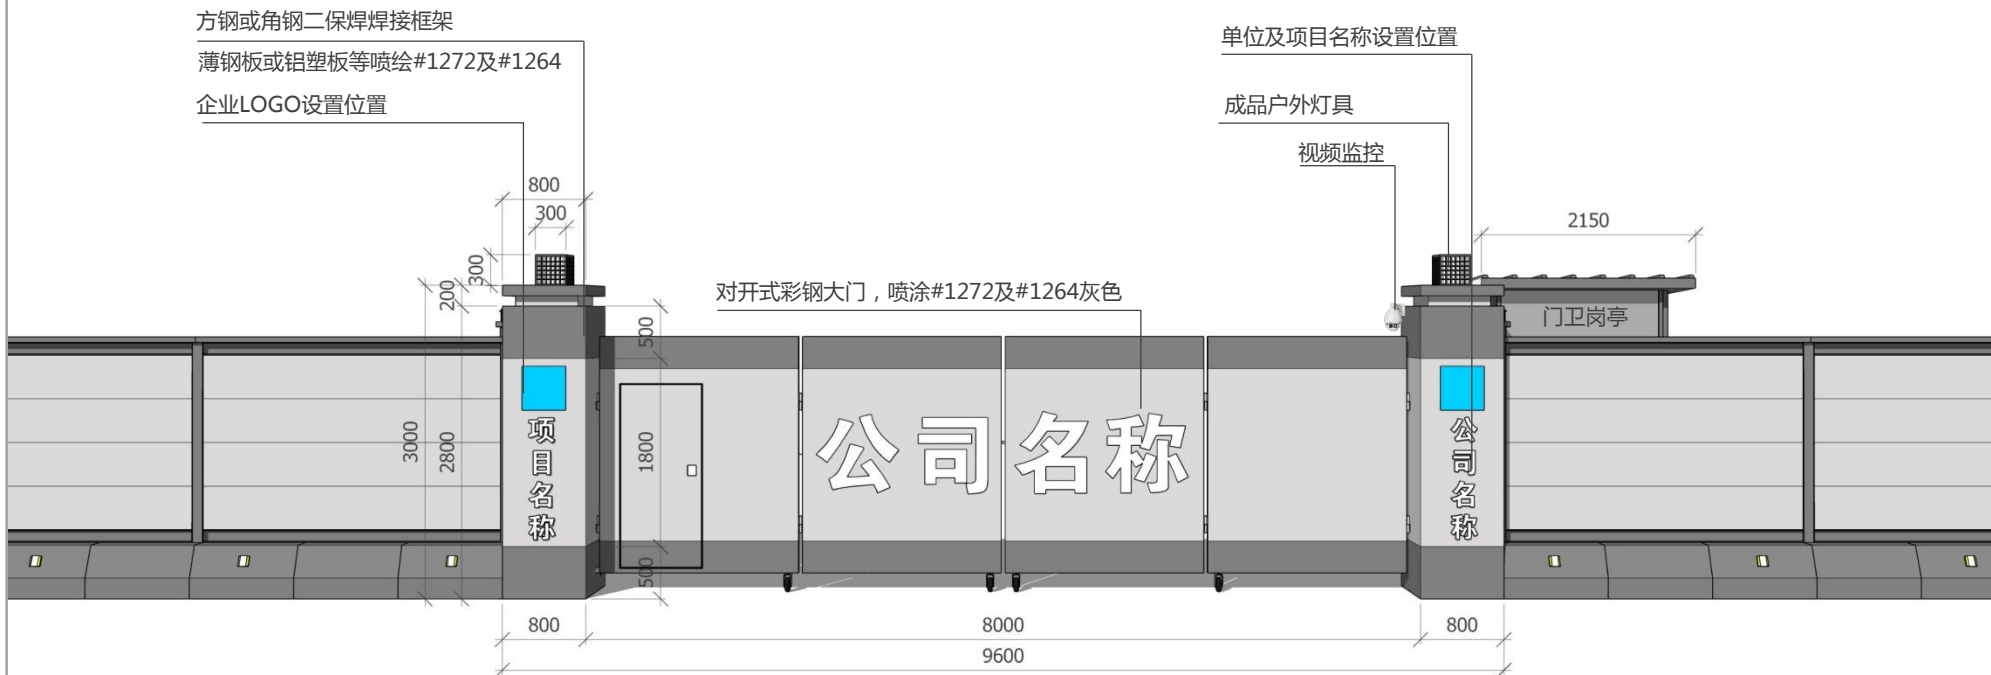 方钢或角钢二保焊焊接框架
薄钢板或铝塑板等喷绘#1272及#1264
企业LOGO设置位置
单位及项目名称设置位置
成品户外灯具
视频监控
800
300
2150
300
200
对开式彩钢大门，喷涂#1272及#1264灰色
门卫岗亭
500
3000
2800
1800
500
项目名称
公司名称
公司名称
800
8000
800
9600